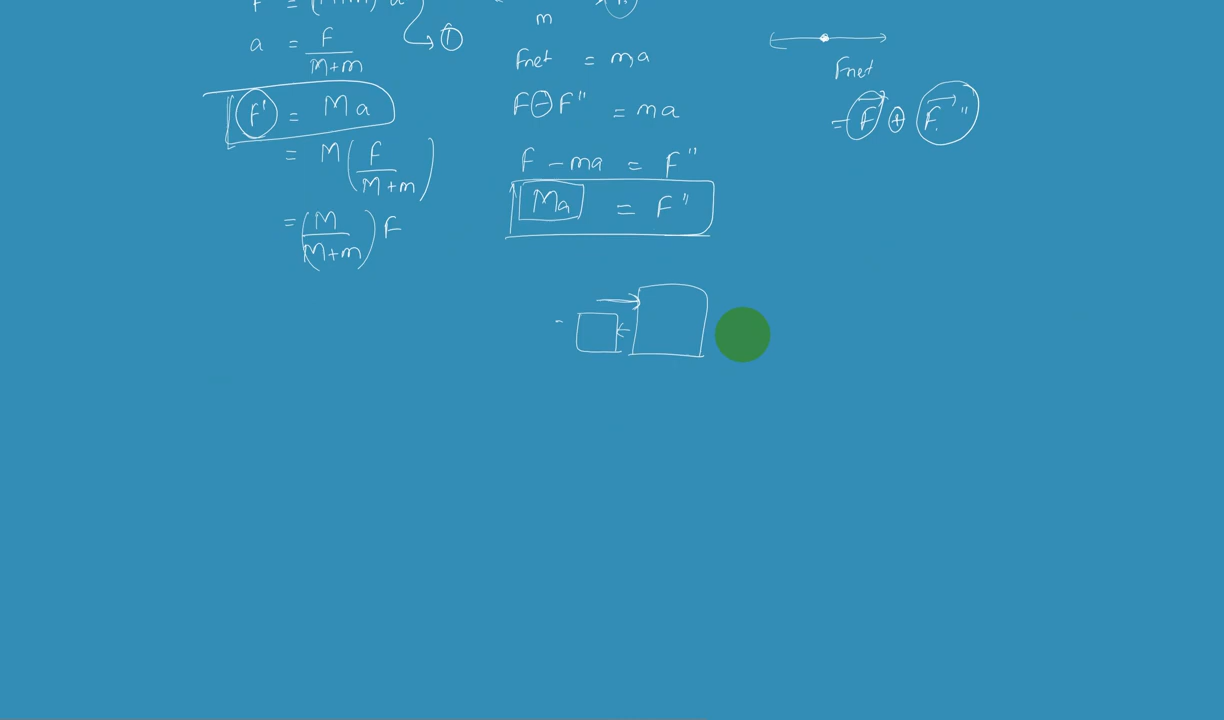 a = F/(M+m)
F' = Ma
= M(F/(M+m))
= (M/(M+m)) F
m
Fnet = ma
F - F" = ma
F - ma = F"
Ma = F"
Fnet
= F + F"